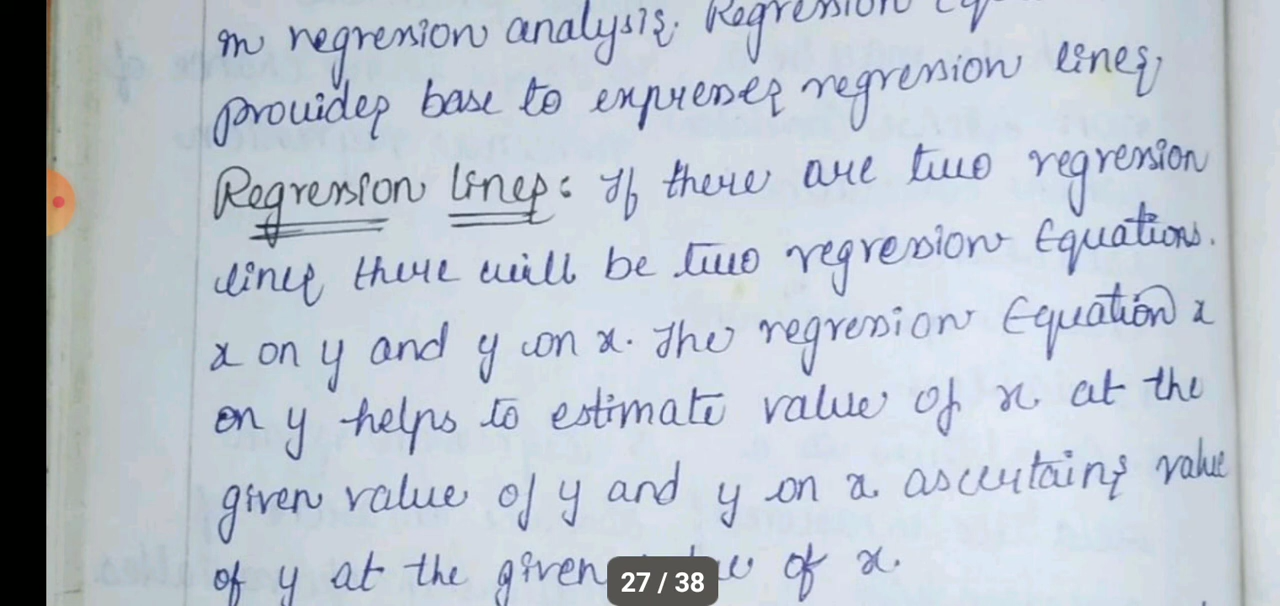 in regression analysis. Regression
provides base to expresses regression lines,
Regression lines: If there are two regression
lines there will be two regression Equations.
x on y and y on x. The regression Equation x
on y helps to estimate value of x at the
given value of y and y on x ascertains value
of y at the given of x.
27 / 38